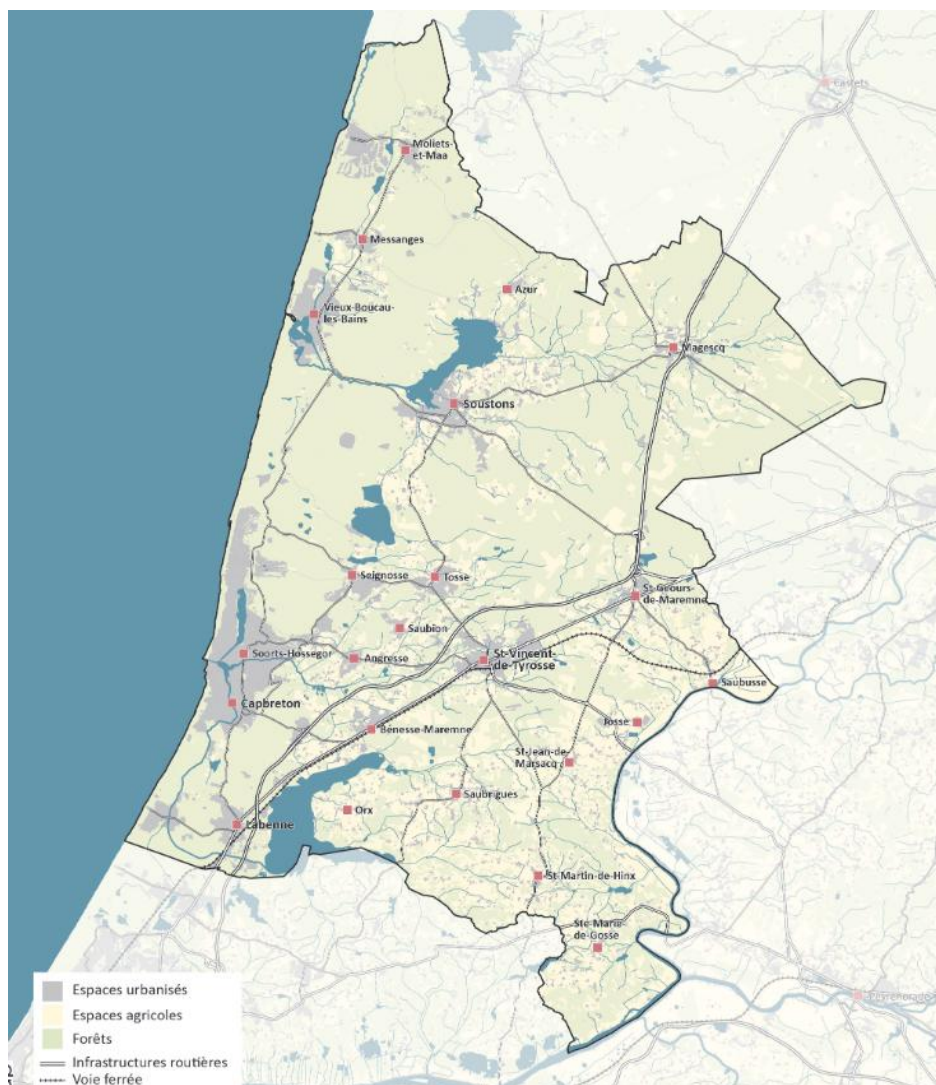 Castets
Moliets-
et-Maa
Messanges
Azur
Vieux-Boucau-
les-Bains
Magescq
Soustons
Seignosse
Tosse
St-Geours-
de-Maremne
Saubion
Soorts-Hossegor
Angresse
St-Vincent-
de-Tyrosse
Saubusse
Capbreton
Josse
Bénesse-Maremne
St-Jean-de-
Marsacq
Saubrigues
Orx
Labenne
St-Martin-de-Hinx
Ste-Marie-
de-Gosse
Peyrehorade
Espaces urbanisés
Espaces agricoles
Forêts
Infrastructures routières
Voie ferrée